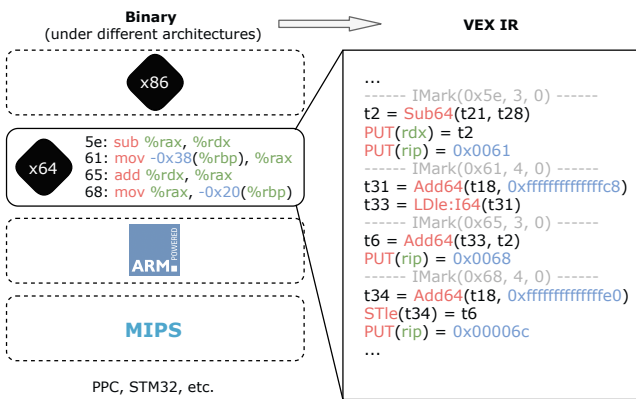 Binary
(under different architectures)
VEX IR
x86
x64
5e: sub %rax, %rdx
61: mov -0x38(%rbp), %rax
65: add %rdx, %rax
68: mov %rax, -0x20(%rbp)
ARM POWERED
MIPS
PPC, STM32, etc.
...
------ IMark(0x5e, 3, 0) ------
t2 = Sub64(t21, t28)
PUT(rdx) = t2
PUT(rip) = 0x0061
------ IMark(0x61, 4, 0) ------
t31 = Add64(t18, 0xffffffffffffffc8)
t33 = LDle:I64(t31)
------ IMark(0x65, 3, 0) ------
t6 = Add64(t33, t2)
PUT(rip) = 0x0068
------ IMark(0x68, 4, 0) ------
t34 = Add64(t18, 0xffffffffffffffe0)
STle(t34) = t6
PUT(rip) = 0x00006c
...